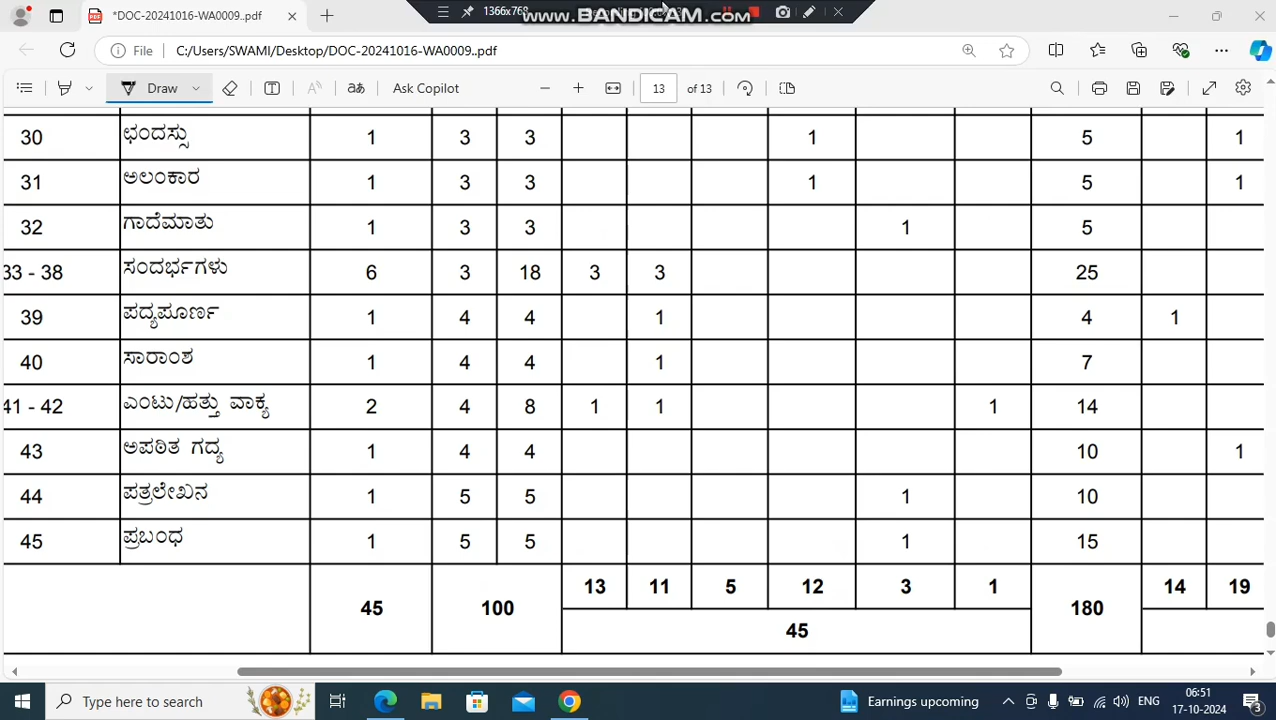 *DOC-20241016-WA0009..pdf
1366x768
www.BANDICAM.com
File C:/Users/SWAMI/Desktop/DOC-20241016-WA0009..pdf
Draw Ask Copilot 13 of 13
30 ಛಂದಸ್ಸು 1 3 3 1 5 1
31 ಅಲಂಕಾರ 1 3 3 1 5 1
32 ಗಾದೆಮಾತು 1 3 3 1 5
33 - 38 ಸಂದರ್ಭಗಳು 6 3 18 3 3 25
39 ಪದ್ಯಪೂರ್ಣ 1 4 4 1 4 1
40 ಸಾರಾಂಶ 1 4 4 1 7
41 - 42 ಎಂಟು/ಹತ್ತು ವಾಕ್ಯ 2 4 8 1 1 1 14
43 ಅಪಠಿತ ಗದ್ಯ 1 4 4 10 1
44 ಪತ್ರಲೇಖನ 1 5 5 1 10
45 ಪ್ರಬಂಧ 1 5 5 1 15
13 11 5 12 3 1 14 19
45 100 180
45
Type here to search Earnings upcoming ENG 06:51
17-10-2024 3